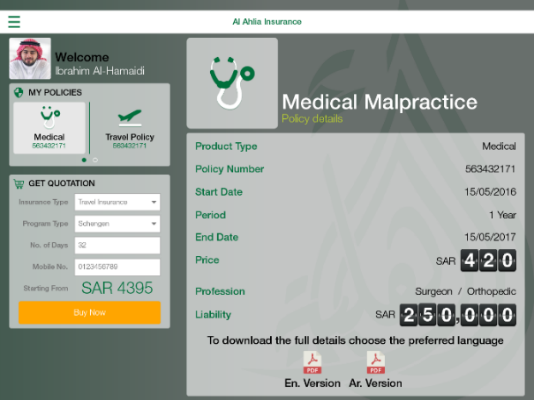 Al Ahlia Insurance
Welcome
Ibrahim Al-Hamaidi
MY POLICIES
Medical
563432171
Travel Policy
563432171
GET QUOTATION
Insurance Type Travel Insurance
Program Type Schengen
No. of Days 32
Mobile No. 0123456789
Starting From SAR 4395
Buy Now
Medical Malpractice
Policy details
Product Type Medical
Policy Number 563432171
Start Date 15/05/2016
Period 1 Year
End Date 15/05/2017
Price SAR 420
Profession Surgeon / Orthopedic
Liability SAR 250,000
To download the full details choose the preferred language
PDF PDF
En. Version Ar. Version